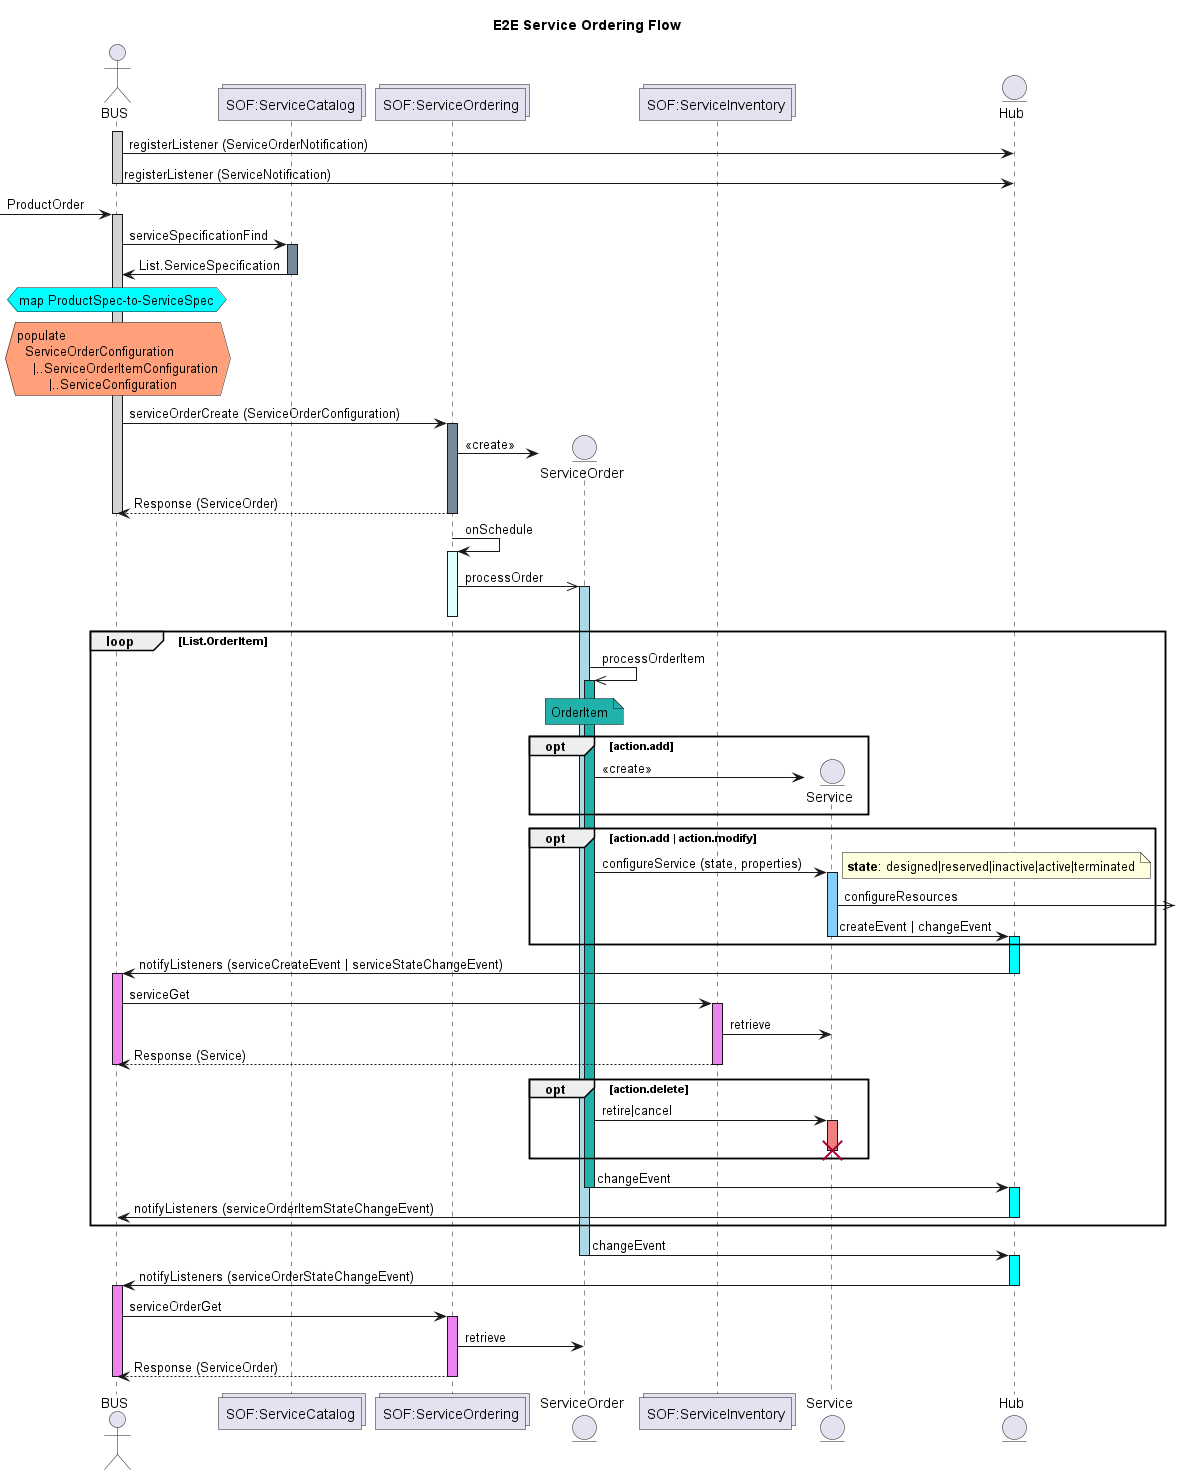 E2E Service Ordering Flow
BUS
SOF:ServiceCatalog
SOF:ServiceOrdering
SOF:ServiceInventory
Hub
registerListener (ServiceOrderNotification)
registerListener (ServiceNotification)
ProductOrder
serviceSpecificationFind
List.ServiceSpecification
map ProductSpec-to-ServiceSpec
populate
ServiceOrderConfiguration
|..ServiceOrderItemConfiguration
|..ServiceConfiguration
serviceOrderCreate (ServiceOrderConfiguration)
«create»
ServiceOrder
Response (ServiceOrder)
onSchedule
processOrder
loop [List.OrderItem]
processOrderItem
OrderItem
opt [action.add]
«create»
Service
opt [action.add | action.modify]
configureService (state, properties)
state: designed|reserved|inactive|active|terminated
configureResources
createEvent | changeEvent
notifyListeners (serviceCreateEvent | serviceStateChangeEvent)
serviceGet
retrieve
Response (Service)
opt [action.delete]
retire|cancel
changeEvent
notifyListeners (serviceOrderItemStateChangeEvent)
changeEvent
notifyListeners (serviceOrderStateChangeEvent)
serviceOrderGet
retrieve
Response (ServiceOrder)
BUS
SOF:ServiceCatalog
SOF:ServiceOrdering
ServiceOrder
SOF:ServiceInventory
Service
Hub